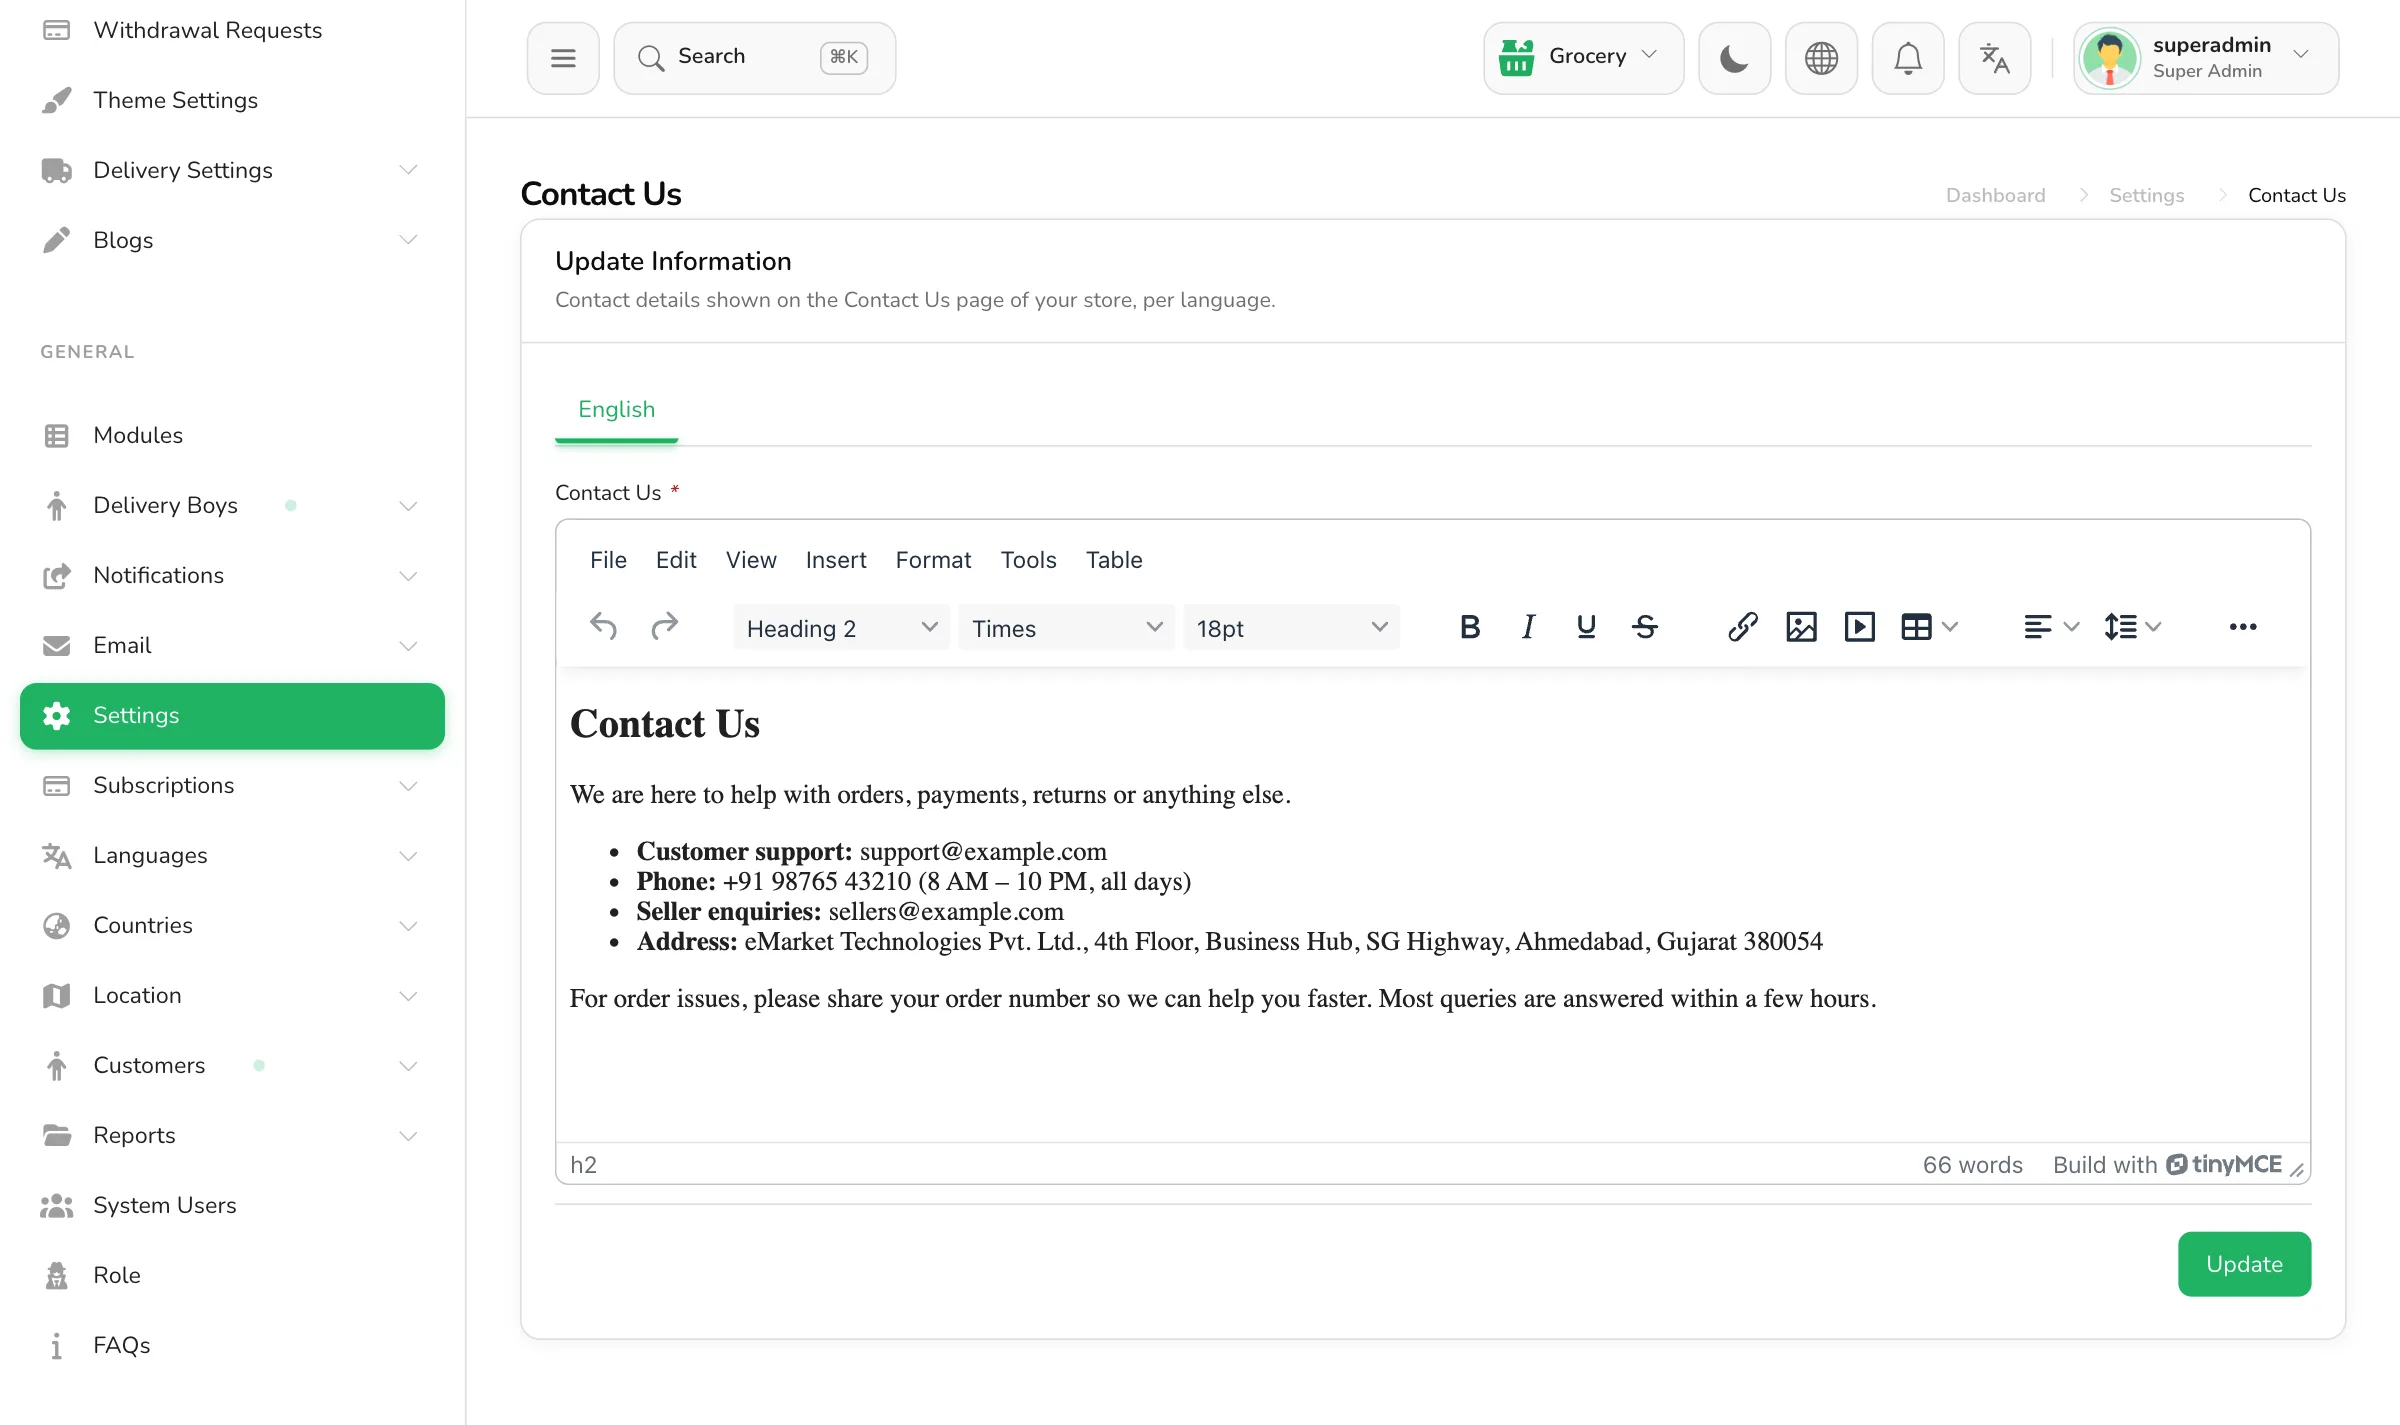 Withdrawal Requests
Theme Settings
Delivery Settings
Blogs
GENERAL
Modules
Delivery Boys
Notifications
Email
Settings
Subscriptions
Languages
Countries
Location
Customers
Reports
System Users
Role
FAQs
Search ⌘K
Grocery
superadmin
Super Admin
Contact Us
Dashboard Settings Contact Us
Update Information
Contact details shown on the Contact Us page of your store, per language.
English
Contact Us *
File Edit View Insert Format Tools Table
Heading 2 Times 18pt B I U S
Contact Us
We are here to help with orders, payments, returns or anything else.
• Customer support: support@example.com
• Phone: +91 98765 43210 (8 AM – 10 PM, all days)
• Seller enquiries: sellers@example.com
• Address: eMarket Technologies Pvt. Ltd., 4th Floor, Business Hub, SG Highway, Ahmedabad, Gujarat 380054
For order issues, please share your order number so we can help you faster. Most queries are answered within a few hours.
h2 66 words Build with tinyMCE
Update